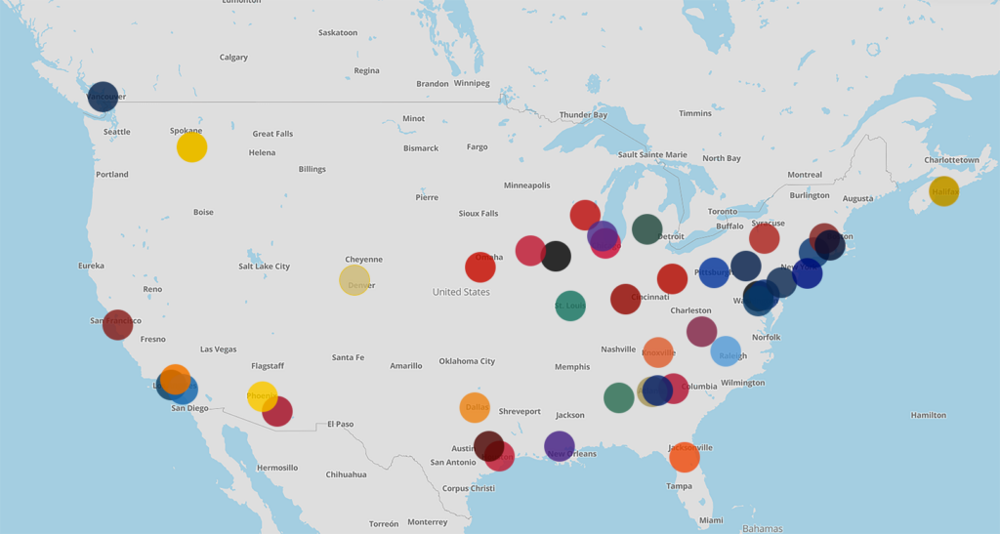 Edmonton
Saskatoon
Calgary
Regina
Brandon
Winnipeg
Vancouver
Minot
Thunder Bay
Timmins
Seattle
Spokane
Great Falls
Helena
Bismarck
Fargo
Sault Sainte Marie
North Bay
Charlottetown
Portland
Billings
Minneapolis
Montreal
Halifax
Pierre
Burlington
Augusta
Boise
Sioux Falls
Toronto
Buffalo
Syracuse
Detroit
Eureka
Salt Lake City
Cheyenne
Omaha
Denver
Pittsburgh
New York
Reno
United States
Cincinnati
St. Louis
Charleston
San Francisco
Fresno
Norfolk
Las Vegas
Nashville
Knoxville
Raleigh
Santa Fe
Flagstaff
Amarillo
Oklahoma City
Memphis
Wilmington
Columbia
Phoenix
San Diego
Dallas
Shreveport
Jackson
Hamilton
El Paso
Austin
San Antonio
New Orleans
Jacksonville
Hermosillo
Chihuahua
Corpus Christi
Tampa
Torreón
Monterrey
Miami
Bahamas